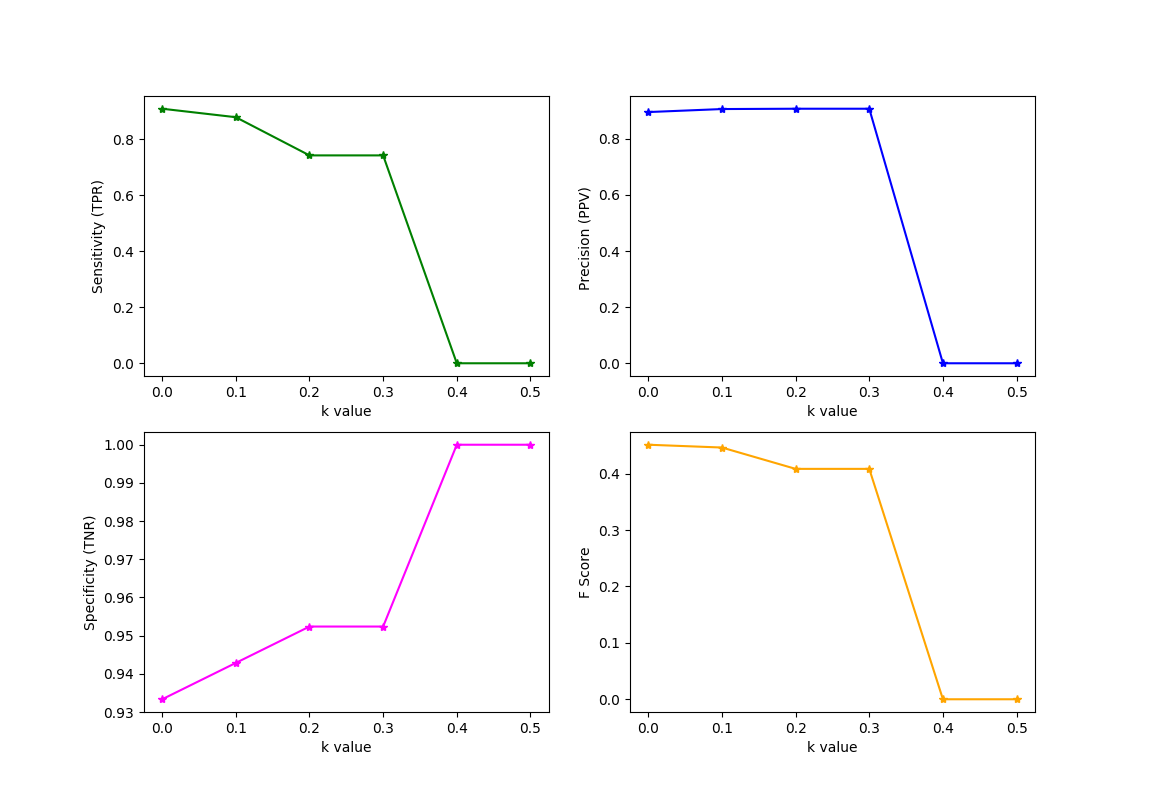 Sensitivity (TPR)
0.8
0.6
0.4
0.2
0.0
0.0 0.1 0.2 0.3 0.4 0.5
k value
Precision (PPV)
0.8
0.6
0.4
0.2
0.0
0.0 0.1 0.2 0.3 0.4 0.5
k value
Specificity (TNR)
1.00
0.99
0.98
0.97
0.96
0.95
0.94
0.93
0.0 0.1 0.2 0.3 0.4 0.5
k value
F Score
0.4
0.3
0.2
0.1
0.0
0.0 0.1 0.2 0.3 0.4 0.5
k value